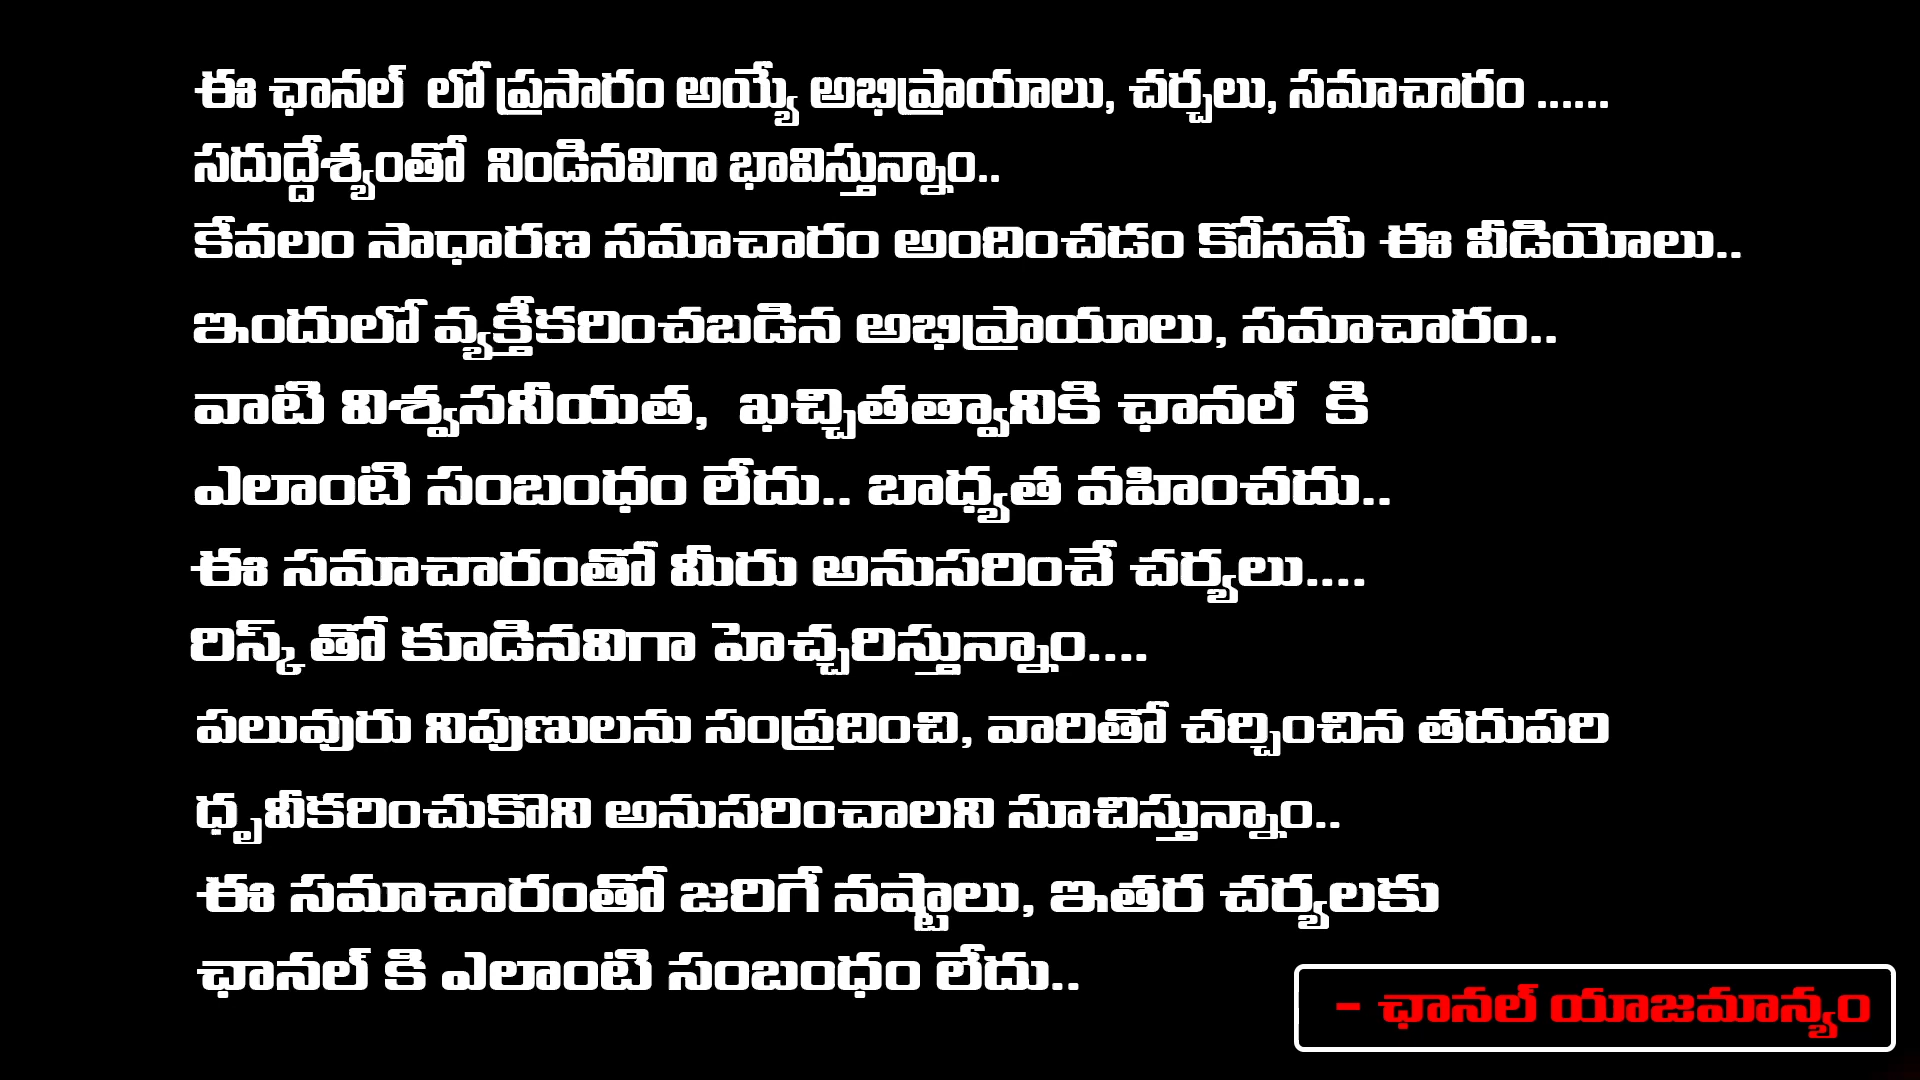 ఈ ఛానల్ లో ప్రసారం అయ్యే అభిప్రాయాలు, చర్చలు, సమాచారం ......
సదుద్దేశ్యంతో నిండినవిగా భావిస్తున్నాం..
కేవలం సాధారణ సమాచారం అందించడం కోసమే ఈ వీడియోలు..
ఇందులో వ్యక్తీకరించబడిన అభిప్రాయాలు, సమాచారం..
వాటి విశ్వసనీయత, ఖచ్చితత్వానికి ఛానల్ కి
ఎలాంటి సంబంధం లేదు.. బాధ్యత వహించదు..
ఈ సమాచారంతో మీరు అనుసరించే చర్యలు....
రిస్క్ తో కూడినవిగా హెచ్చరిస్తున్నాం....
పలువురు నిపుణులను సంప్రదించి, వారితో చర్చించిన తదుపరి
ధృవీకరించుకొని అనుసరించాలని సూచిస్తున్నాం..
ఈ సమాచారంతో జరిగే నష్టాలు, ఇతర చర్యలకు
ఛానల్ కి ఎలాంటి సంబంధం లేదు..
- ఛానల్ యాజమాన్యం